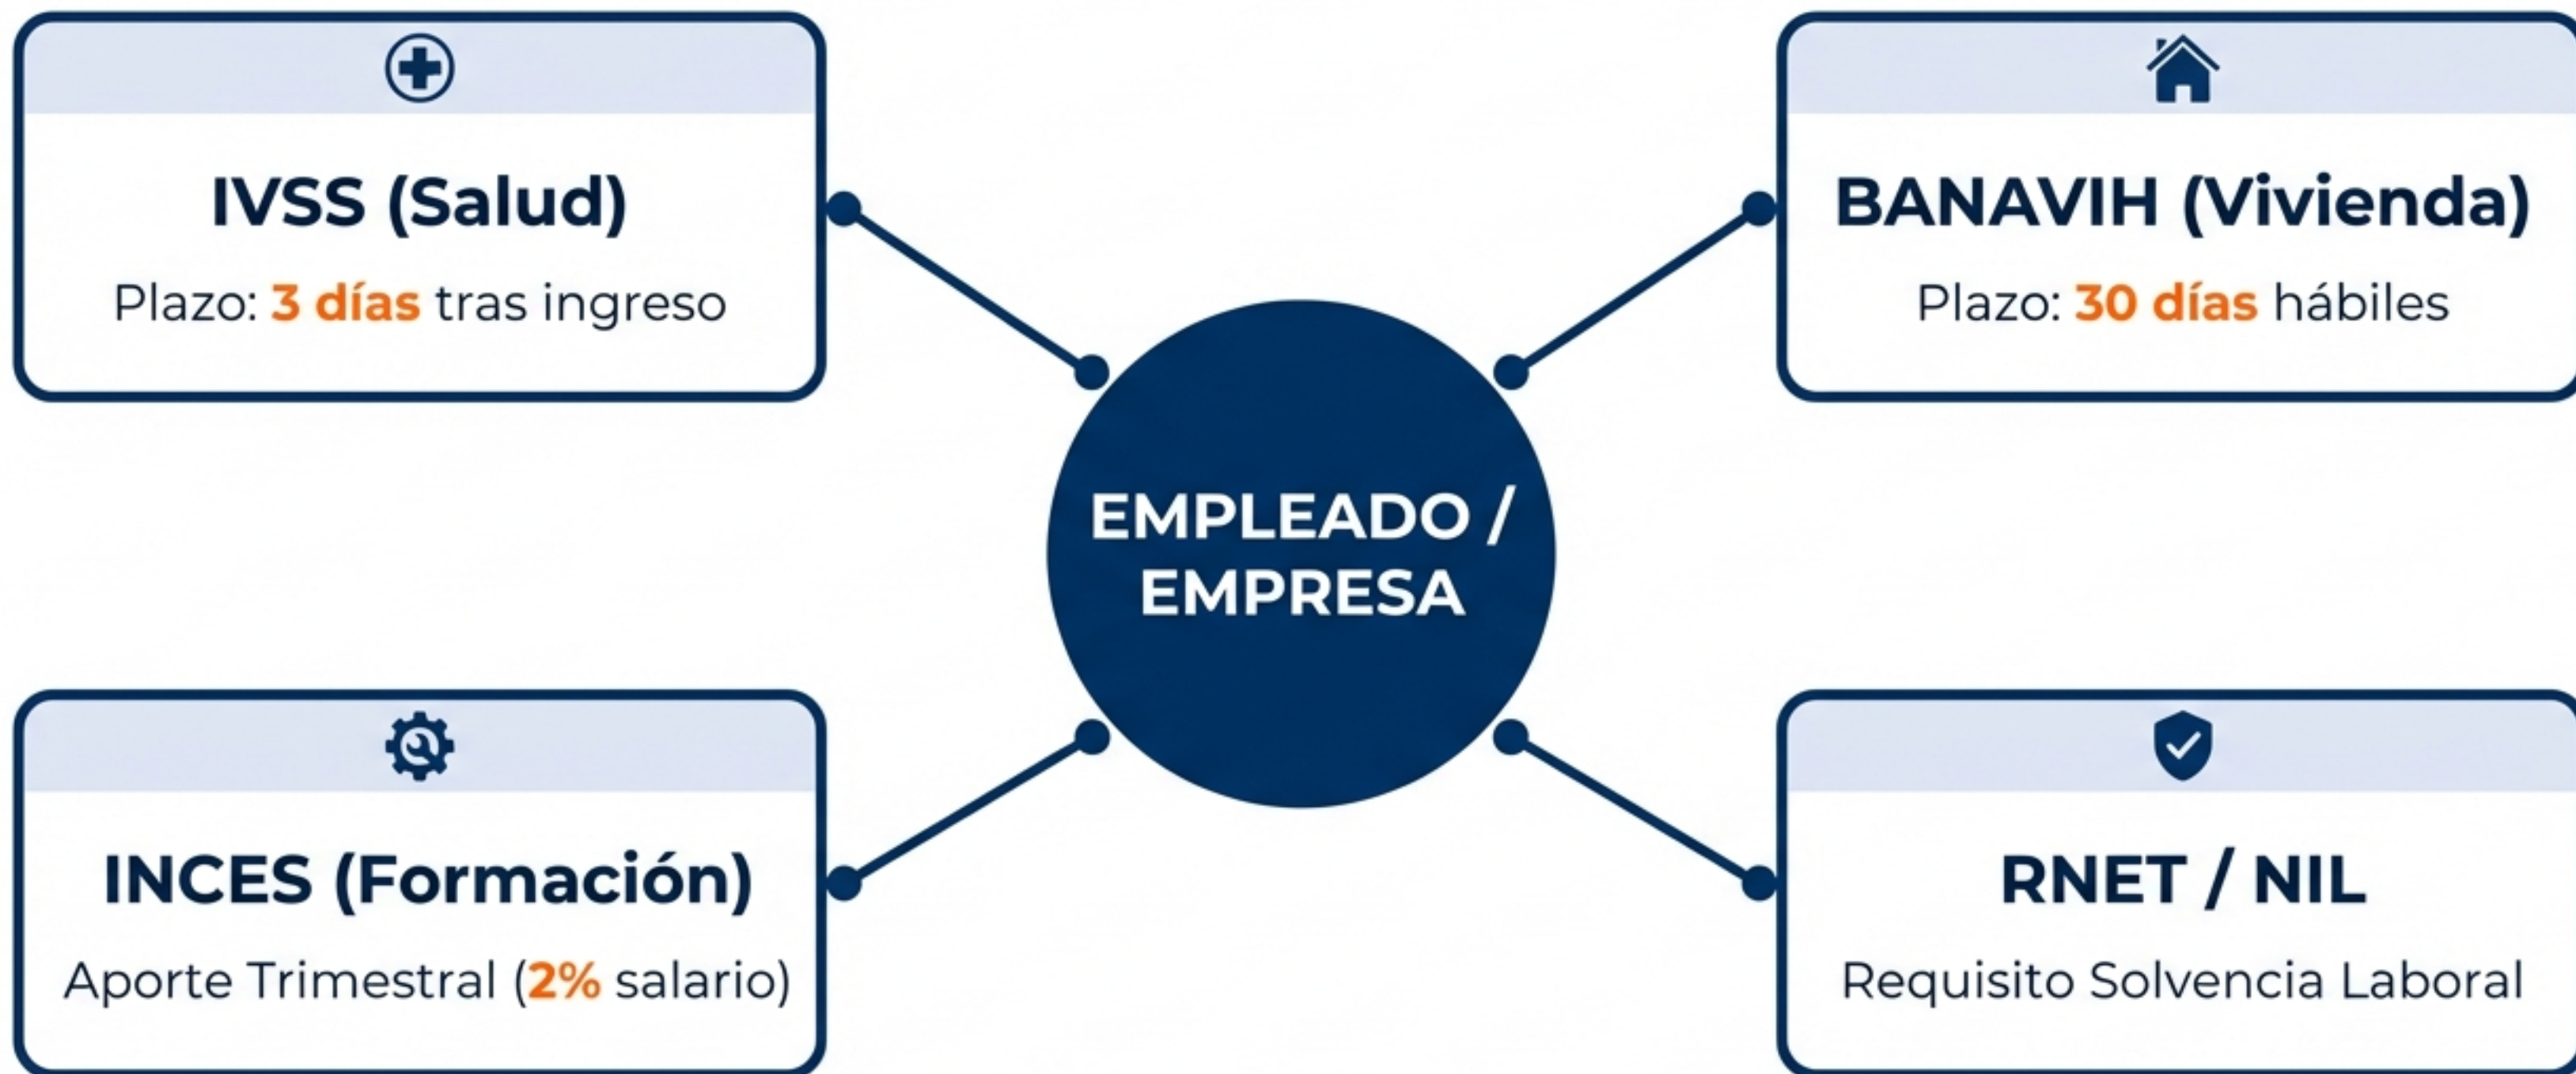 IVSS (Salud)
Plazo: 3 días tras ingreso
BANAVIH (Vivienda)
Plazo: 30 días hábiles
EMPLEADO /
EMPRESA
INCES (Formación)
Aporte Trimestral (2% salario)
RNET / NIL
Requisito Solvencia Laboral